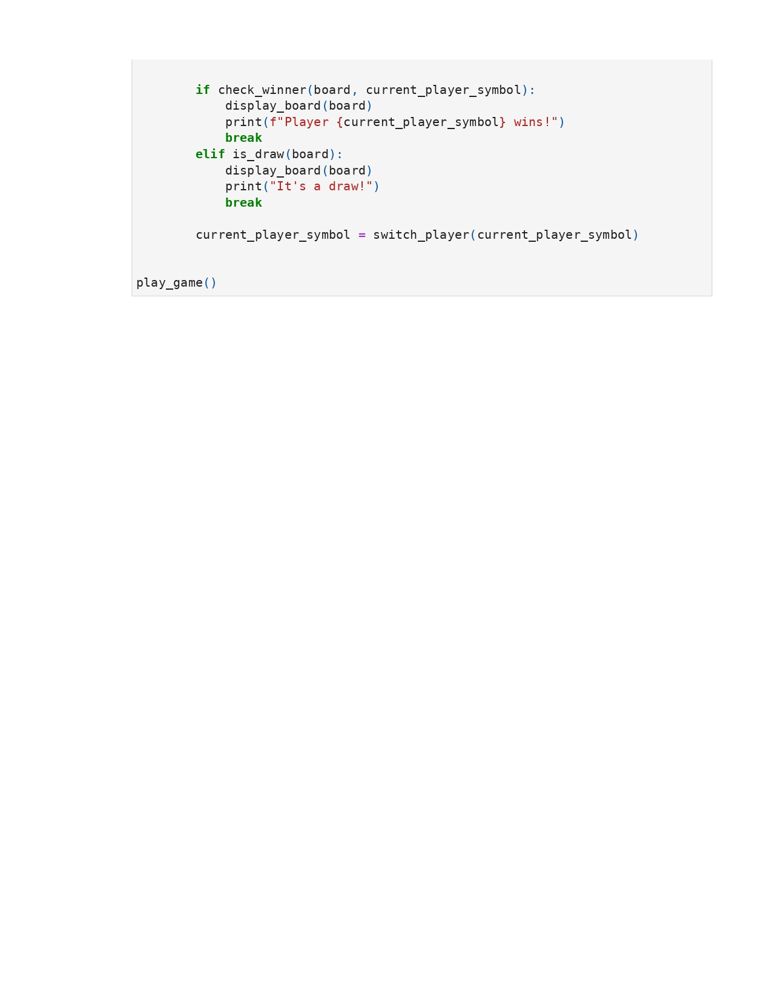 if check_winner(board, current_player_symbol):
            display_board(board)
            print(f"Player {current_player_symbol} wins!")
            break
        elif is_draw(board):
            display_board(board)
            print("It's a draw!")
            break

        current_player_symbol = switch_player(current_player_symbol)


play_game()